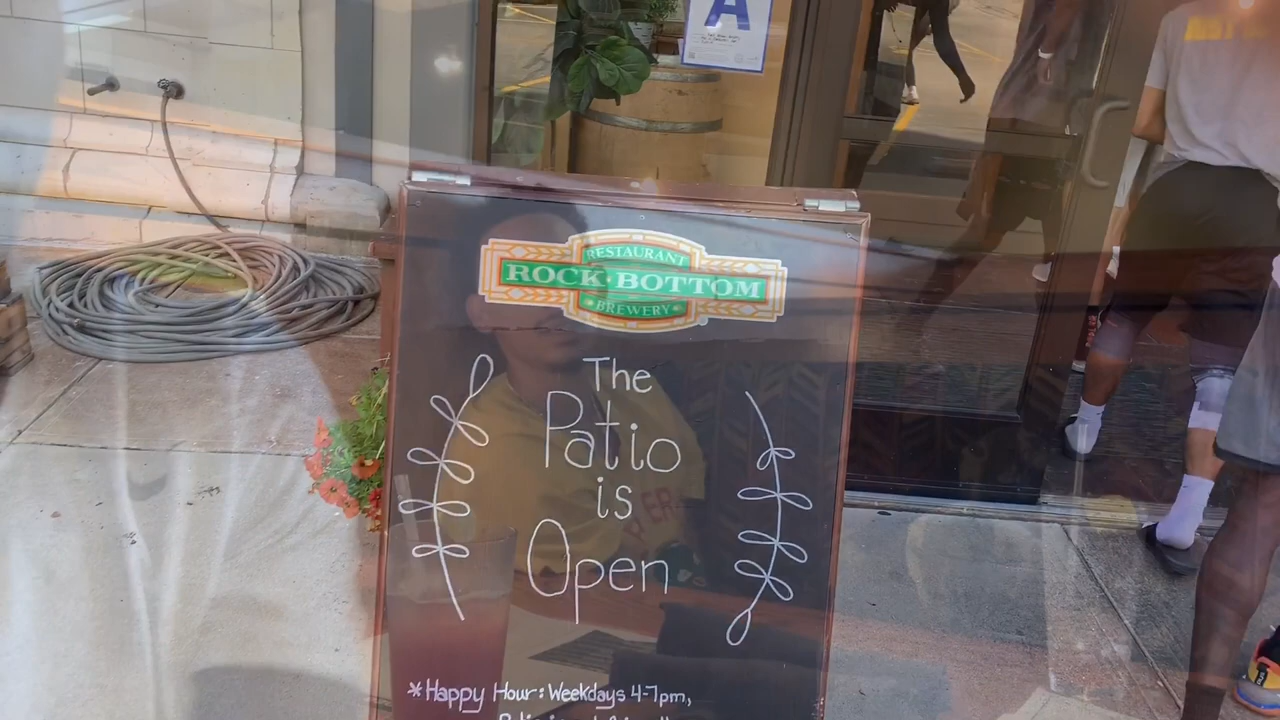 A
RESTAURANT
ROCK BOTTOM
BREWERY
The
Patio
is
Open
*Happy Hour: Weekdays 4-7pm,